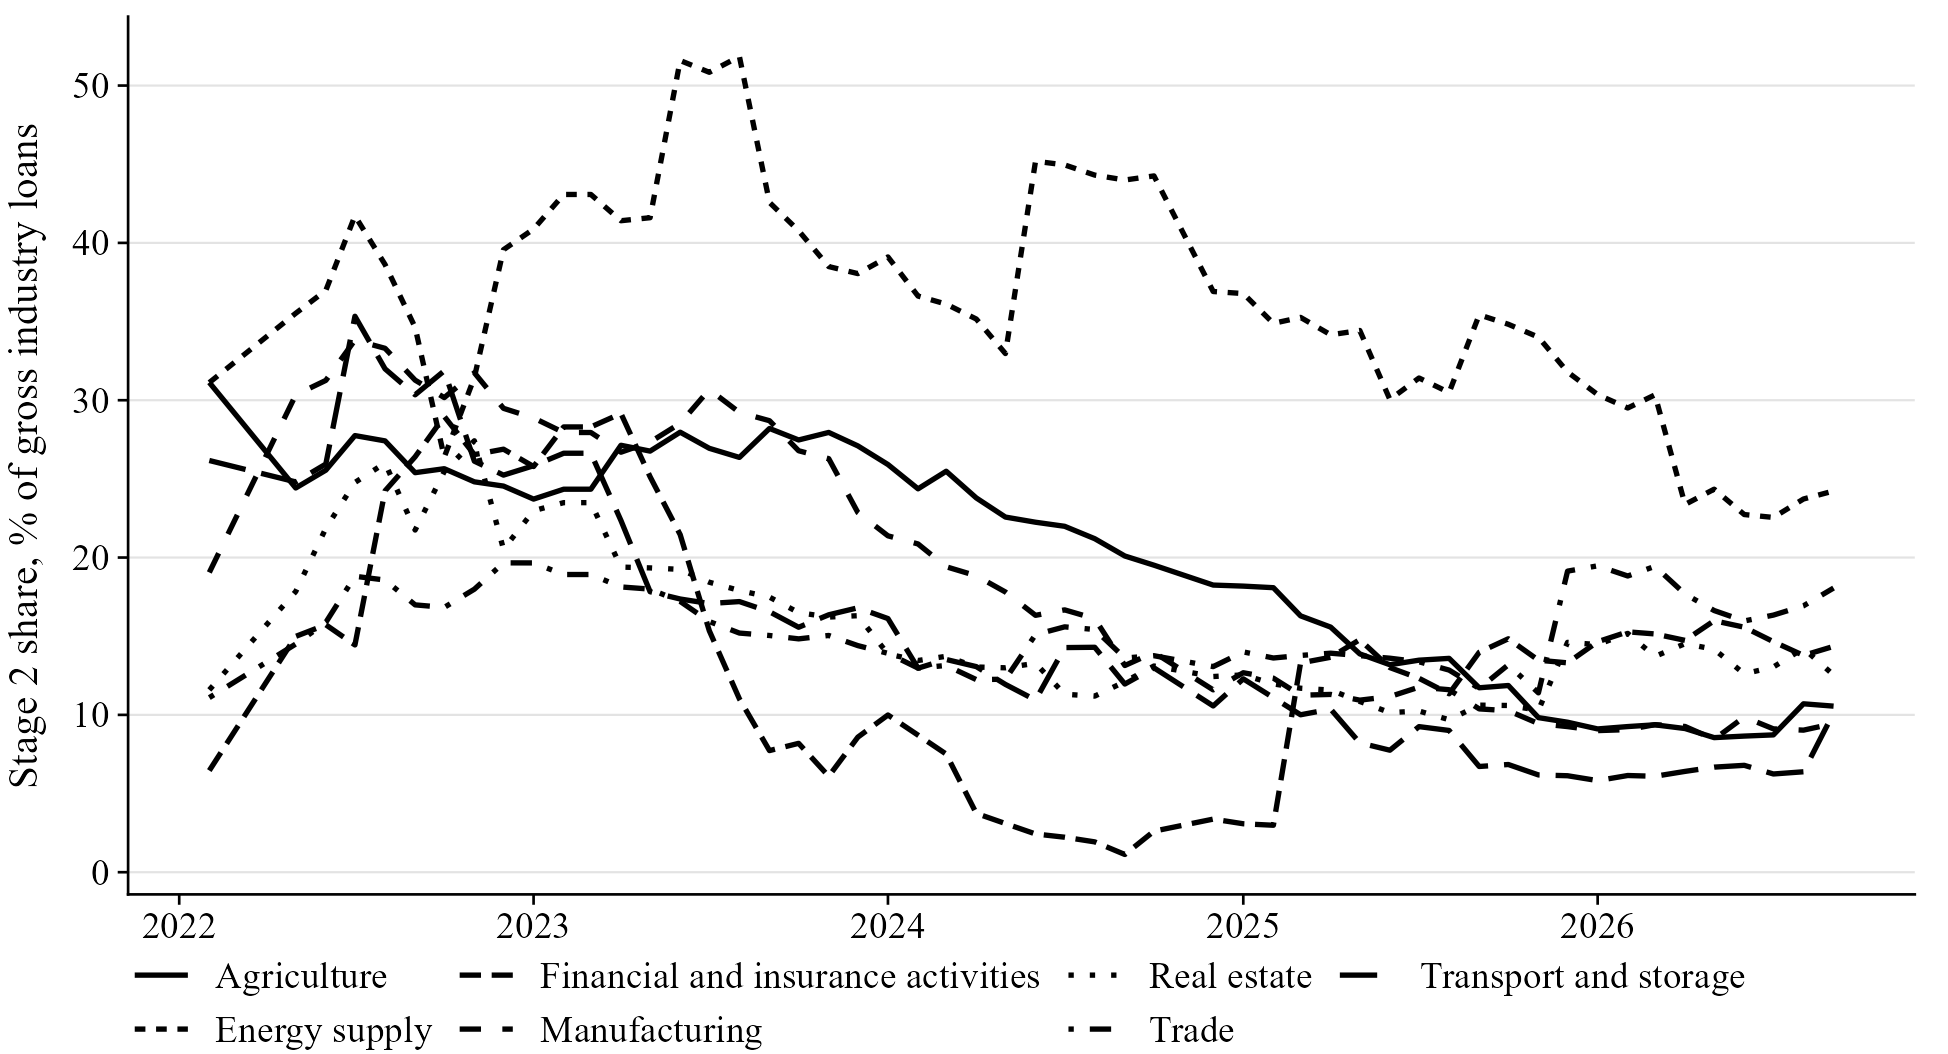 Stage 2 share, % of gross industry loans
50
40
30
20
10
0
2022 2023 2024 2025 2026
Agriculture Financial and insurance activities Real estate Transport and storage
Energy supply Manufacturing Trade